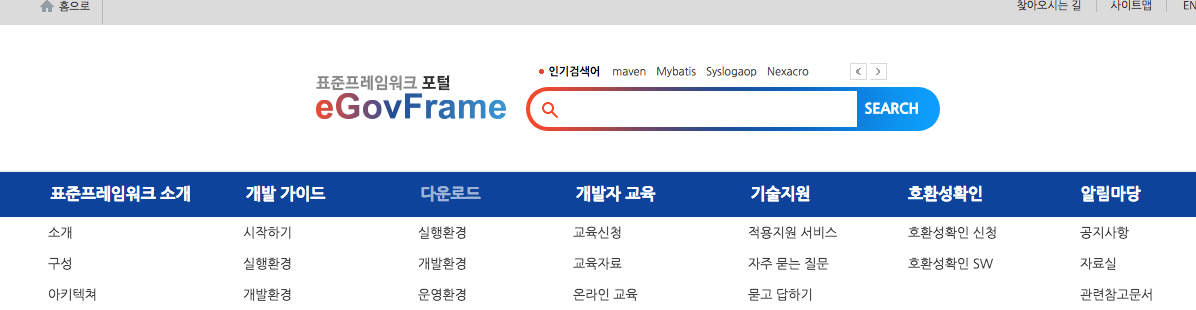 홈으로 찾아오시는 길 사이트맵 EN
인기검색어 maven Mybatis Syslogaop Nexacro
표준프레임워크 포털
eGovFrame
SEARCH
표준프레임워크 소개 개발 가이드 다운로드 개발자 교육 기술지원 호환성확인 알림마당
소개 시작하기 실행환경 교육신청 적용지원 서비스 호환성확인 신청 공지사항
구성 실행환경 개발환경 교육자료 자주 묻는 질문 호환성확인 SW 자료실
아키텍쳐 개발환경 운영환경 온라인 교육 묻고 답하기 관련참고문서